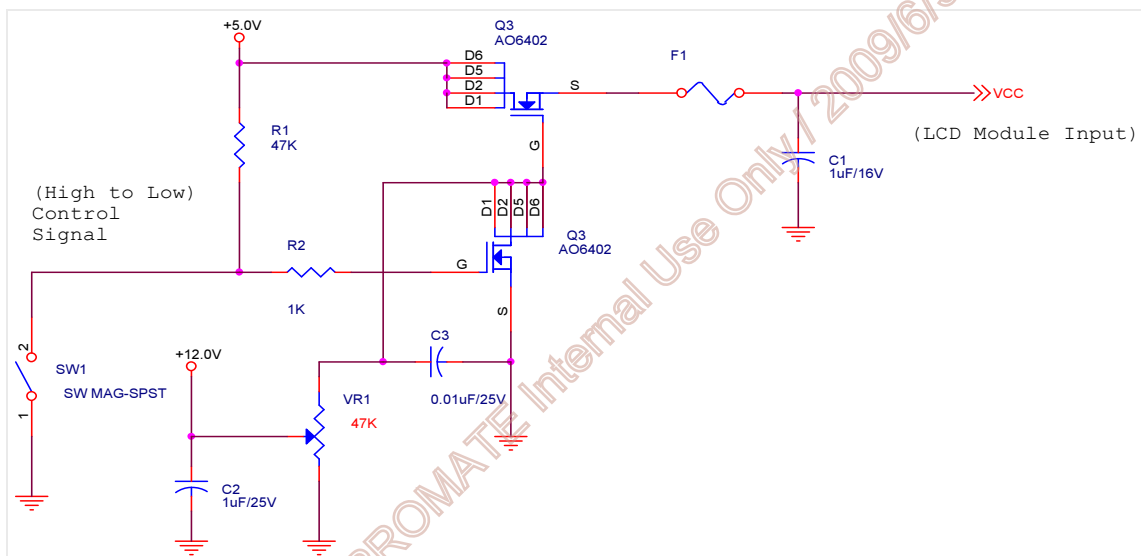 +5.0V
Q3
AO6402
D6
D5
D2
D1
S
G
F1
VCC
(LCD Module Input)
C1
1uF/16V
R1
47K
(High to Low)
Control
Signal
D1
D2
D5
D6
Q3
AO6402
R2
1K
G
S
2
SW1
SW MAG-SPST
1
+12.0V
C3
0.01uF/25V
VR1
47K
C2
1uF/25V
PROMATE Internal Use Only / 2009/6/